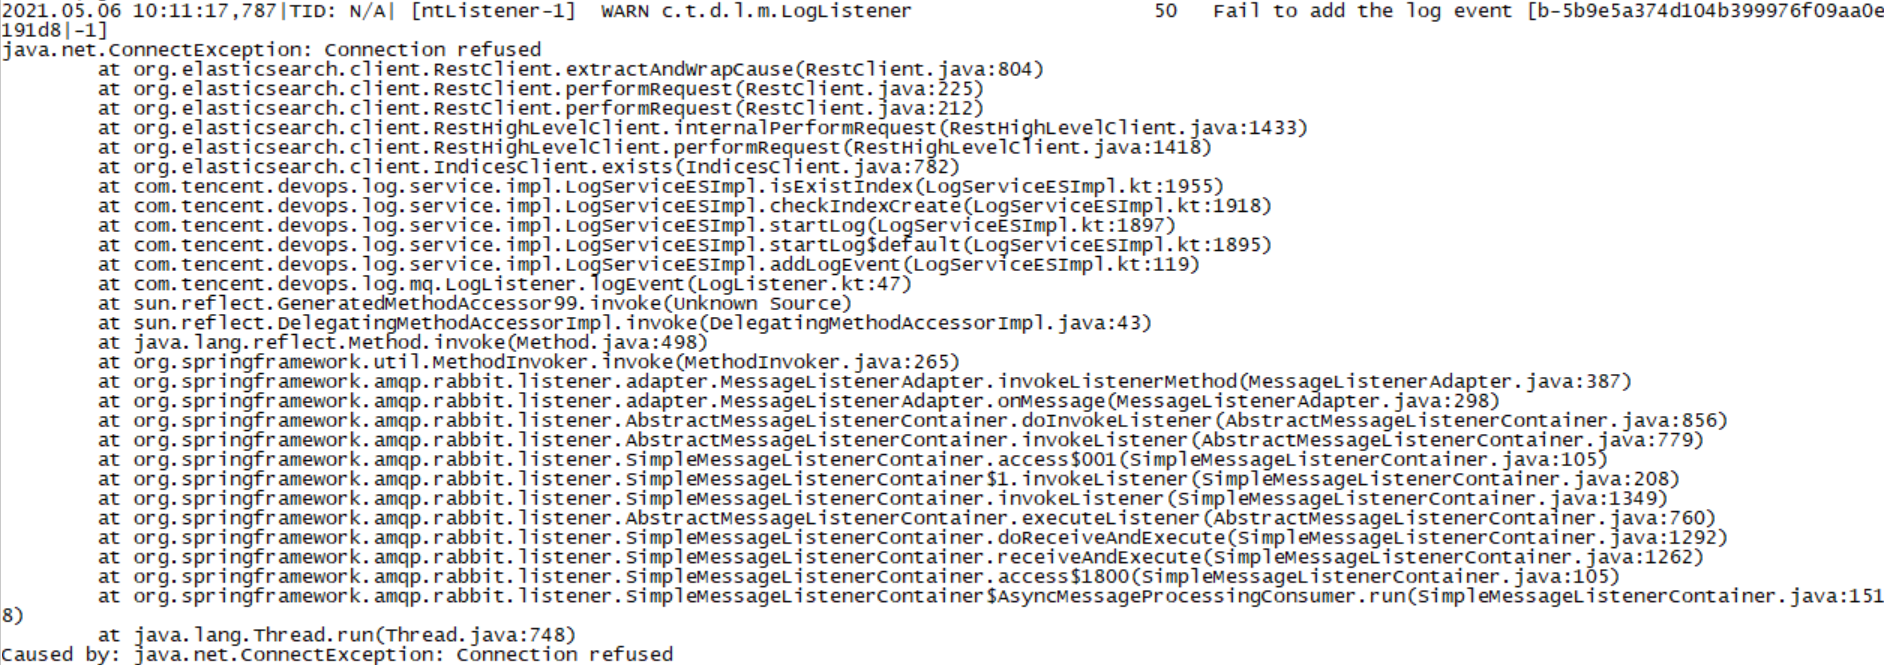 2021.05.06 10:11:17,787|TID: N/A| [ntListener-1]  WARN c.t.d.l.m.LogListener                    50   Fail to add the log event [b-5b9e5a374d104b399976f09aa0e
191d8|-1]
java.net.ConnectException: Connection refused
        at org.elasticsearch.client.RestClient.extractAndWrapCause(RestClient.java:804)
        at org.elasticsearch.client.RestClient.performRequest(RestClient.java:225)
        at org.elasticsearch.client.RestClient.performRequest(RestClient.java:212)
        at org.elasticsearch.client.RestHighLevelClient.internalPerformRequest(RestHighLevelClient.java:1433)
        at org.elasticsearch.client.RestHighLevelClient.performRequest(RestHighLevelClient.java:1418)
        at org.elasticsearch.client.IndicesClient.exists(IndicesClient.java:782)
        at com.tencent.devops.log.service.impl.LogServiceESImpl.isExistIndex(LogServiceESImpl.kt:1955)
        at com.tencent.devops.log.service.impl.LogServiceESImpl.checkIndexCreate(LogServiceESImpl.kt:1918)
        at com.tencent.devops.log.service.impl.LogServiceESImpl.startLog(LogServiceESImpl.kt:1897)
        at com.tencent.devops.log.service.impl.LogServiceESImpl.startLog$default(LogServiceESImpl.kt:1895)
        at com.tencent.devops.log.service.impl.LogServiceESImpl.addLogEvent(LogServiceESImpl.kt:119)
        at com.tencent.devops.log.mq.LogListener.logEvent(LogListener.kt:47)
        at sun.reflect.GeneratedMethodAccessor99.invoke(Unknown Source)
        at sun.reflect.DelegatingMethodAccessorImpl.invoke(DelegatingMethodAccessorImpl.java:43)
        at java.lang.reflect.Method.invoke(Method.java:498)
        at org.springframework.util.MethodInvoker.invoke(MethodInvoker.java:265)
        at org.springframework.amqp.rabbit.listener.adapter.MessageListenerAdapter.invokeListenerMethod(MessageListenerAdapter.java:387)
        at org.springframework.amqp.rabbit.listener.adapter.MessageListenerAdapter.onMessage(MessageListenerAdapter.java:298)
        at org.springframework.amqp.rabbit.listener.AbstractMessageListenerContainer.doInvokeListener(AbstractMessageListenerContainer.java:856)
        at org.springframework.amqp.rabbit.listener.AbstractMessageListenerContainer.invokeListener(AbstractMessageListenerContainer.java:779)
        at org.springframework.amqp.rabbit.listener.SimpleMessageListenerContainer.access$001(SimpleMessageListenerContainer.java:105)
        at org.springframework.amqp.rabbit.listener.SimpleMessageListenerContainer$1.invokeListener(SimpleMessageListenerContainer.java:208)
        at org.springframework.amqp.rabbit.listener.SimpleMessageListenerContainer.invokeListener(SimpleMessageListenerContainer.java:1349)
        at org.springframework.amqp.rabbit.listener.AbstractMessageListenerContainer.executeListener(AbstractMessageListenerContainer.java:760)
        at org.springframework.amqp.rabbit.listener.SimpleMessageListenerContainer.doReceiveAndExecute(SimpleMessageListenerContainer.java:1292)
        at org.springframework.amqp.rabbit.listener.SimpleMessageListenerContainer.receiveAndExecute(SimpleMessageListenerContainer.java:1262)
        at org.springframework.amqp.rabbit.listener.SimpleMessageListenerContainer.access$1800(SimpleMessageListenerContainer.java:105)
        at org.springframework.amqp.rabbit.listener.SimpleMessageListenerContainer$AsyncMessageProcessingConsumer.run(SimpleMessageListenerContainer.java:151
8)
        at java.lang.Thread.run(Thread.java:748)
Caused by: java.net.ConnectException: Connection refused